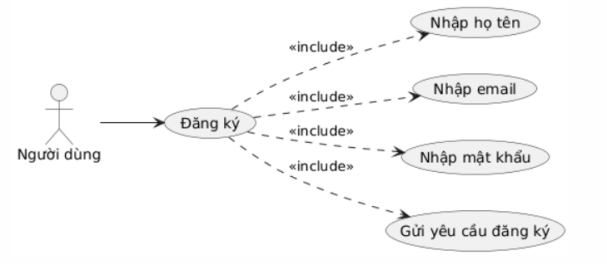 Nhập họ tên
«include»
Nhập email
«include»
Đăng ký
«include»
Người dùng
Nhập mật khẩu
«include»
Gửi yêu cầu đăng ký